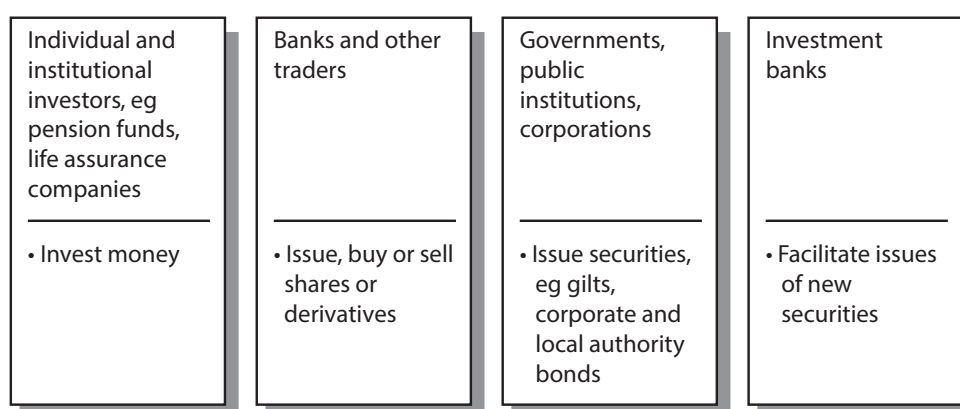 Individual and
institutional
investors, eg
pension funds,
life assurance
companies
• Invest money
Banks and other
traders
• Issue, buy or sell
shares or
derivatives
Governments,
public
institutions,
corporations
• Issue securities,
eg gilts,
corporate and
local authority
bonds
Investment
banks
• Facilitate issues
of new
securities